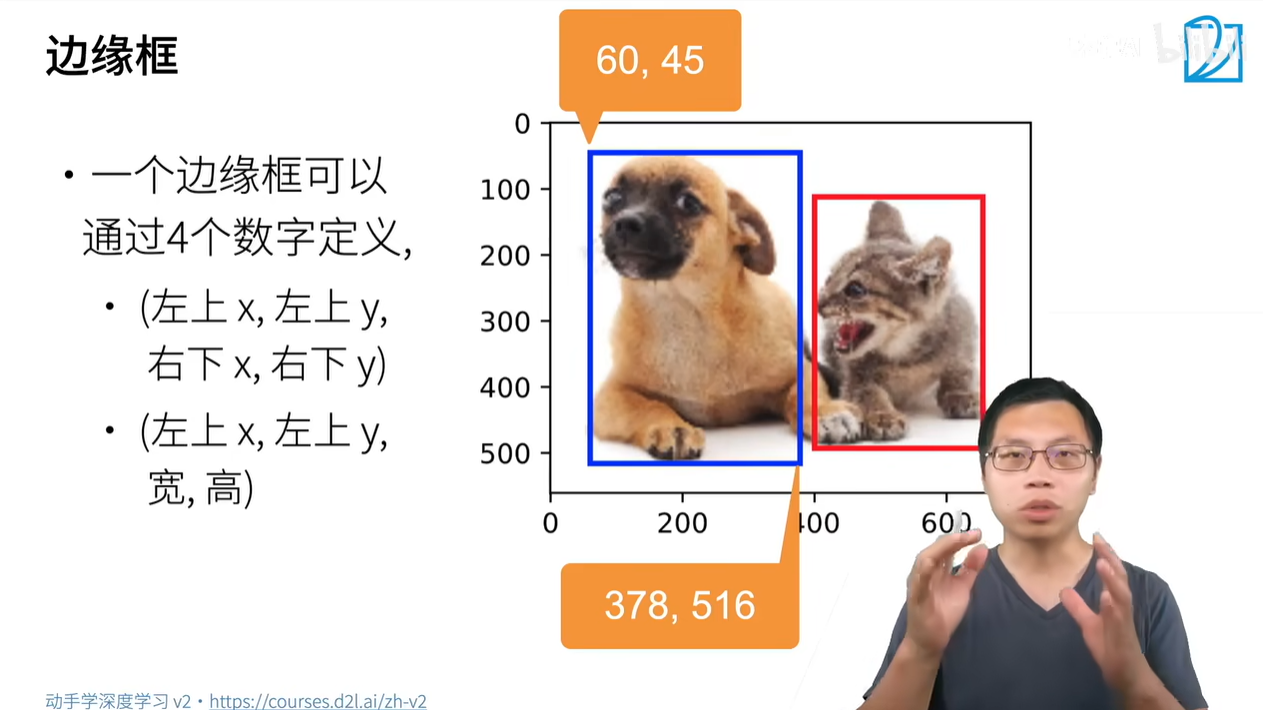 边缘框
60, 45
• 一个边缘框可以
通过4个数字定义,
• (左上 x, 左上 y,
右下 x, 右下 y)
• (左上 x, 左上 y,
宽, 高)
0
100
200
300
400
500
0 200 400 600
378, 516
动手学深度学习 v2 • https://courses.d2l.ai/zh-v2